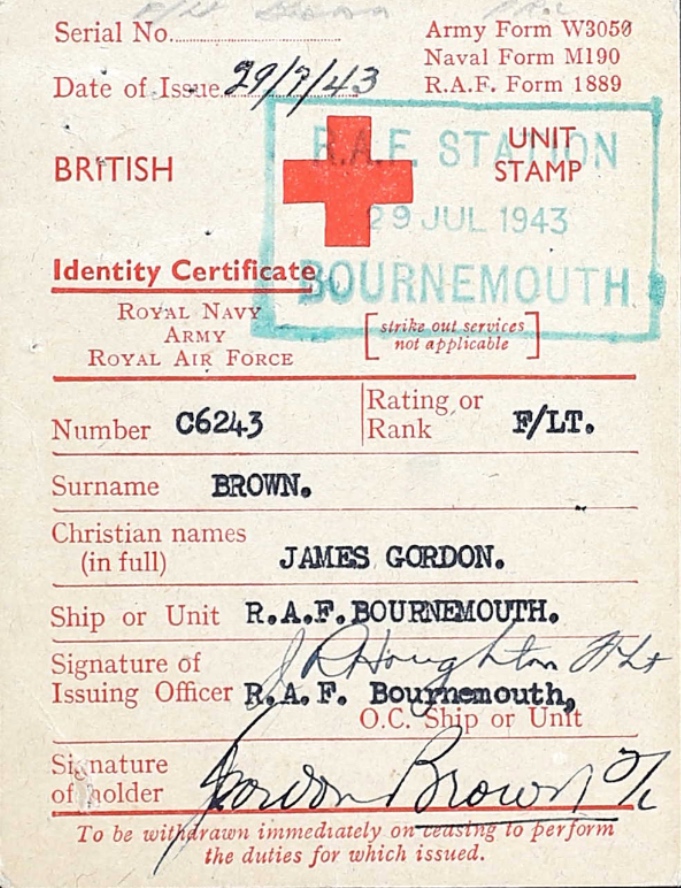 Serial No.
Army Form W3050
Naval Form M190
Date of Issue 29/7/43
R.A.F. Form 1889
R.A.F. STATION
UNIT
STAMP
BRITISH
29 JUL 1943
Identity Certificate
BOURNEMOUTH
ROYAL NAVY
ARMY
ROYAL AIR FORCE
[strike out services
not applicable]
Number C6243
Rating or
Rank F/LT.
Surname BROWN.
Christian names
(in full) JAMES GORDON.
Ship or Unit R.A.F.BOURNEMOUTH.
Signature of J R Houghton F/Lt
Issuing Officer R.A.F. Bournemouth,
O.C. Ship or Unit
Signature
of holder Gordon Brown
To be withdrawn immediately on ceasing to perform
the duties for which issued.